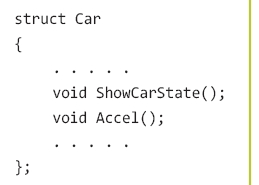 struct Car
{
    . . . . .
    void ShowCarState();
    void Accel();
    . . . . .
};